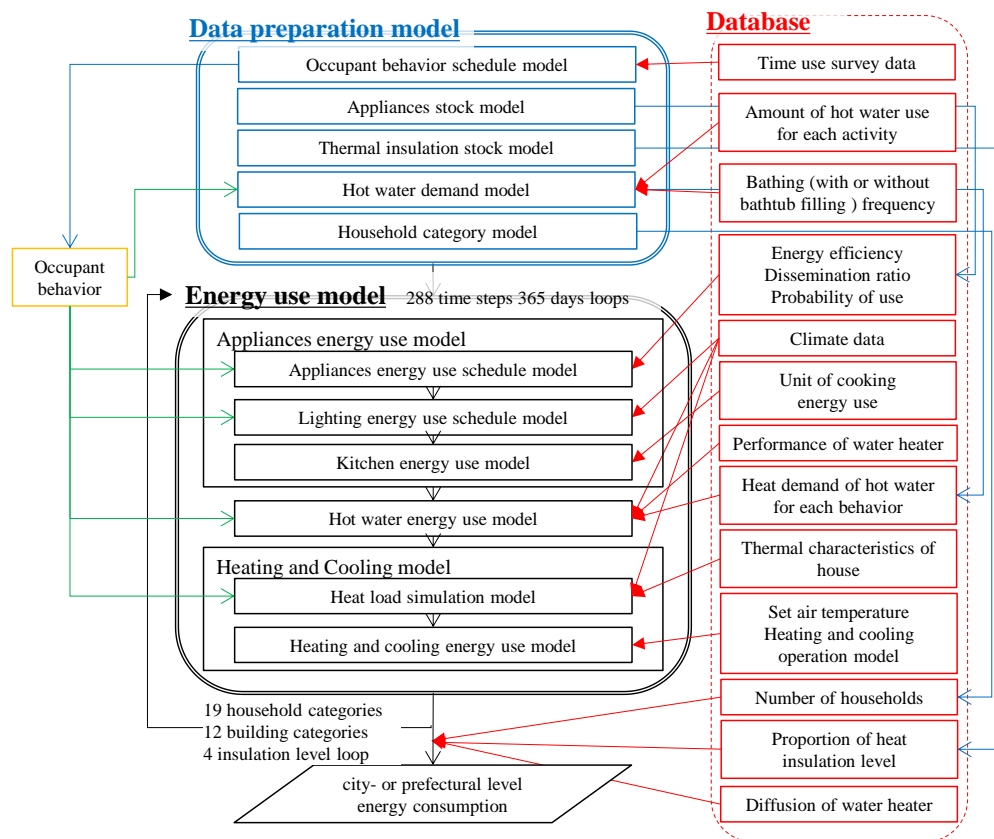 Data preparation model
Occupant behavior schedule model
Appliances stock model
Thermal insulation stock model
Hot water demand model
Household category model
Occupant
behavior
Energy use model
288 time steps 365 days loops
Appliances energy use model
Appliances energy use schedule model
Lighting energy use schedule model
Kitchen energy use model
Hot water energy use model
Heating and Cooling model
Heat load simulation model
Heating and cooling energy use model
19 household categories
12 building categories
4 insulation level loop
city- or prefectural level
energy consumption
Database
Time use survey data
Amount of hot water use
for each activity
Bathing (with or without
bathtub filling ) frequency
Energy efficiency
Dissemination ratio
Probability of use
Climate data
Unit of cooking
energy use
Performance of water heater
Heat demand of hot water
for each behavior
Thermal characteristics of
house
Set air temperature
Heating and cooling
operation model
Number of households
Proportion of heat
insulation level
Diffusion of water heater